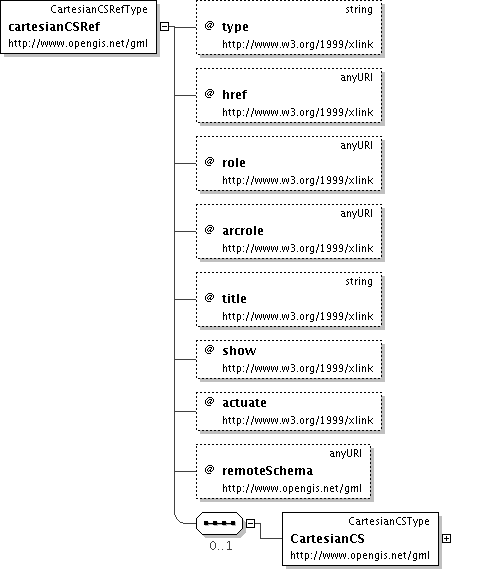 CartesianCSRefType
cartesianCSRef
http://www.opengis.net/gml
string
@ type
http://www.w3.org/1999/xlink
anyURI
@ href
http://www.w3.org/1999/xlink
anyURI
@ role
http://www.w3.org/1999/xlink
anyURI
@ arcrole
http://www.w3.org/1999/xlink
string
@ title
http://www.w3.org/1999/xlink
@ show
http://www.w3.org/1999/xlink
@ actuate
http://www.w3.org/1999/xlink
anyURI
@ remoteSchema
http://www.opengis.net/gml
0..1
CartesianCSType
CartesianCS
http://www.opengis.net/gml